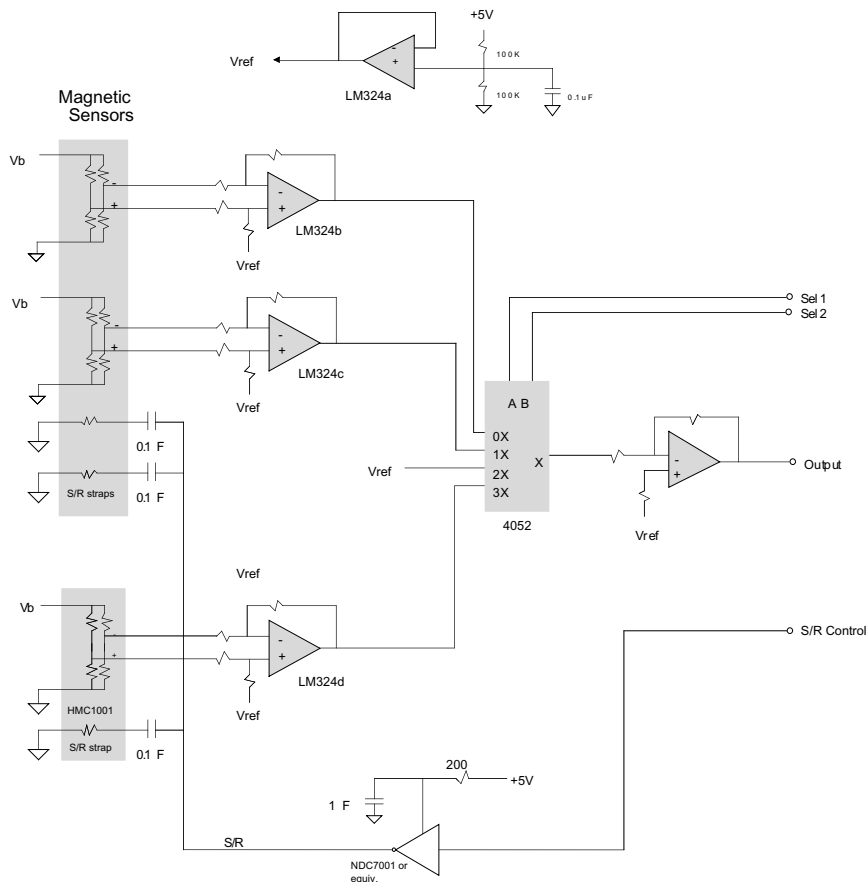 +5V
100K
Vref
-
+
100K
0.1uF
LM324a
Magnetic
Sensors
Vb
-
+
-
+
LM324b
Vref
Sel 1
Sel 2
Vb
-
+
-
+
LM324c
Vref
A B
0X
1X
2X
3X
X
4052
Vref
-
+
Output
Vref
0.1 F
0.1 F
S/R straps
Vref
Vb
-
+
-
+
LM324d
Vref
S/R Control
HMC1001
S/R strap
0.1 F
200
+5V
1 F
S/R
NDC7001 or
equiv.